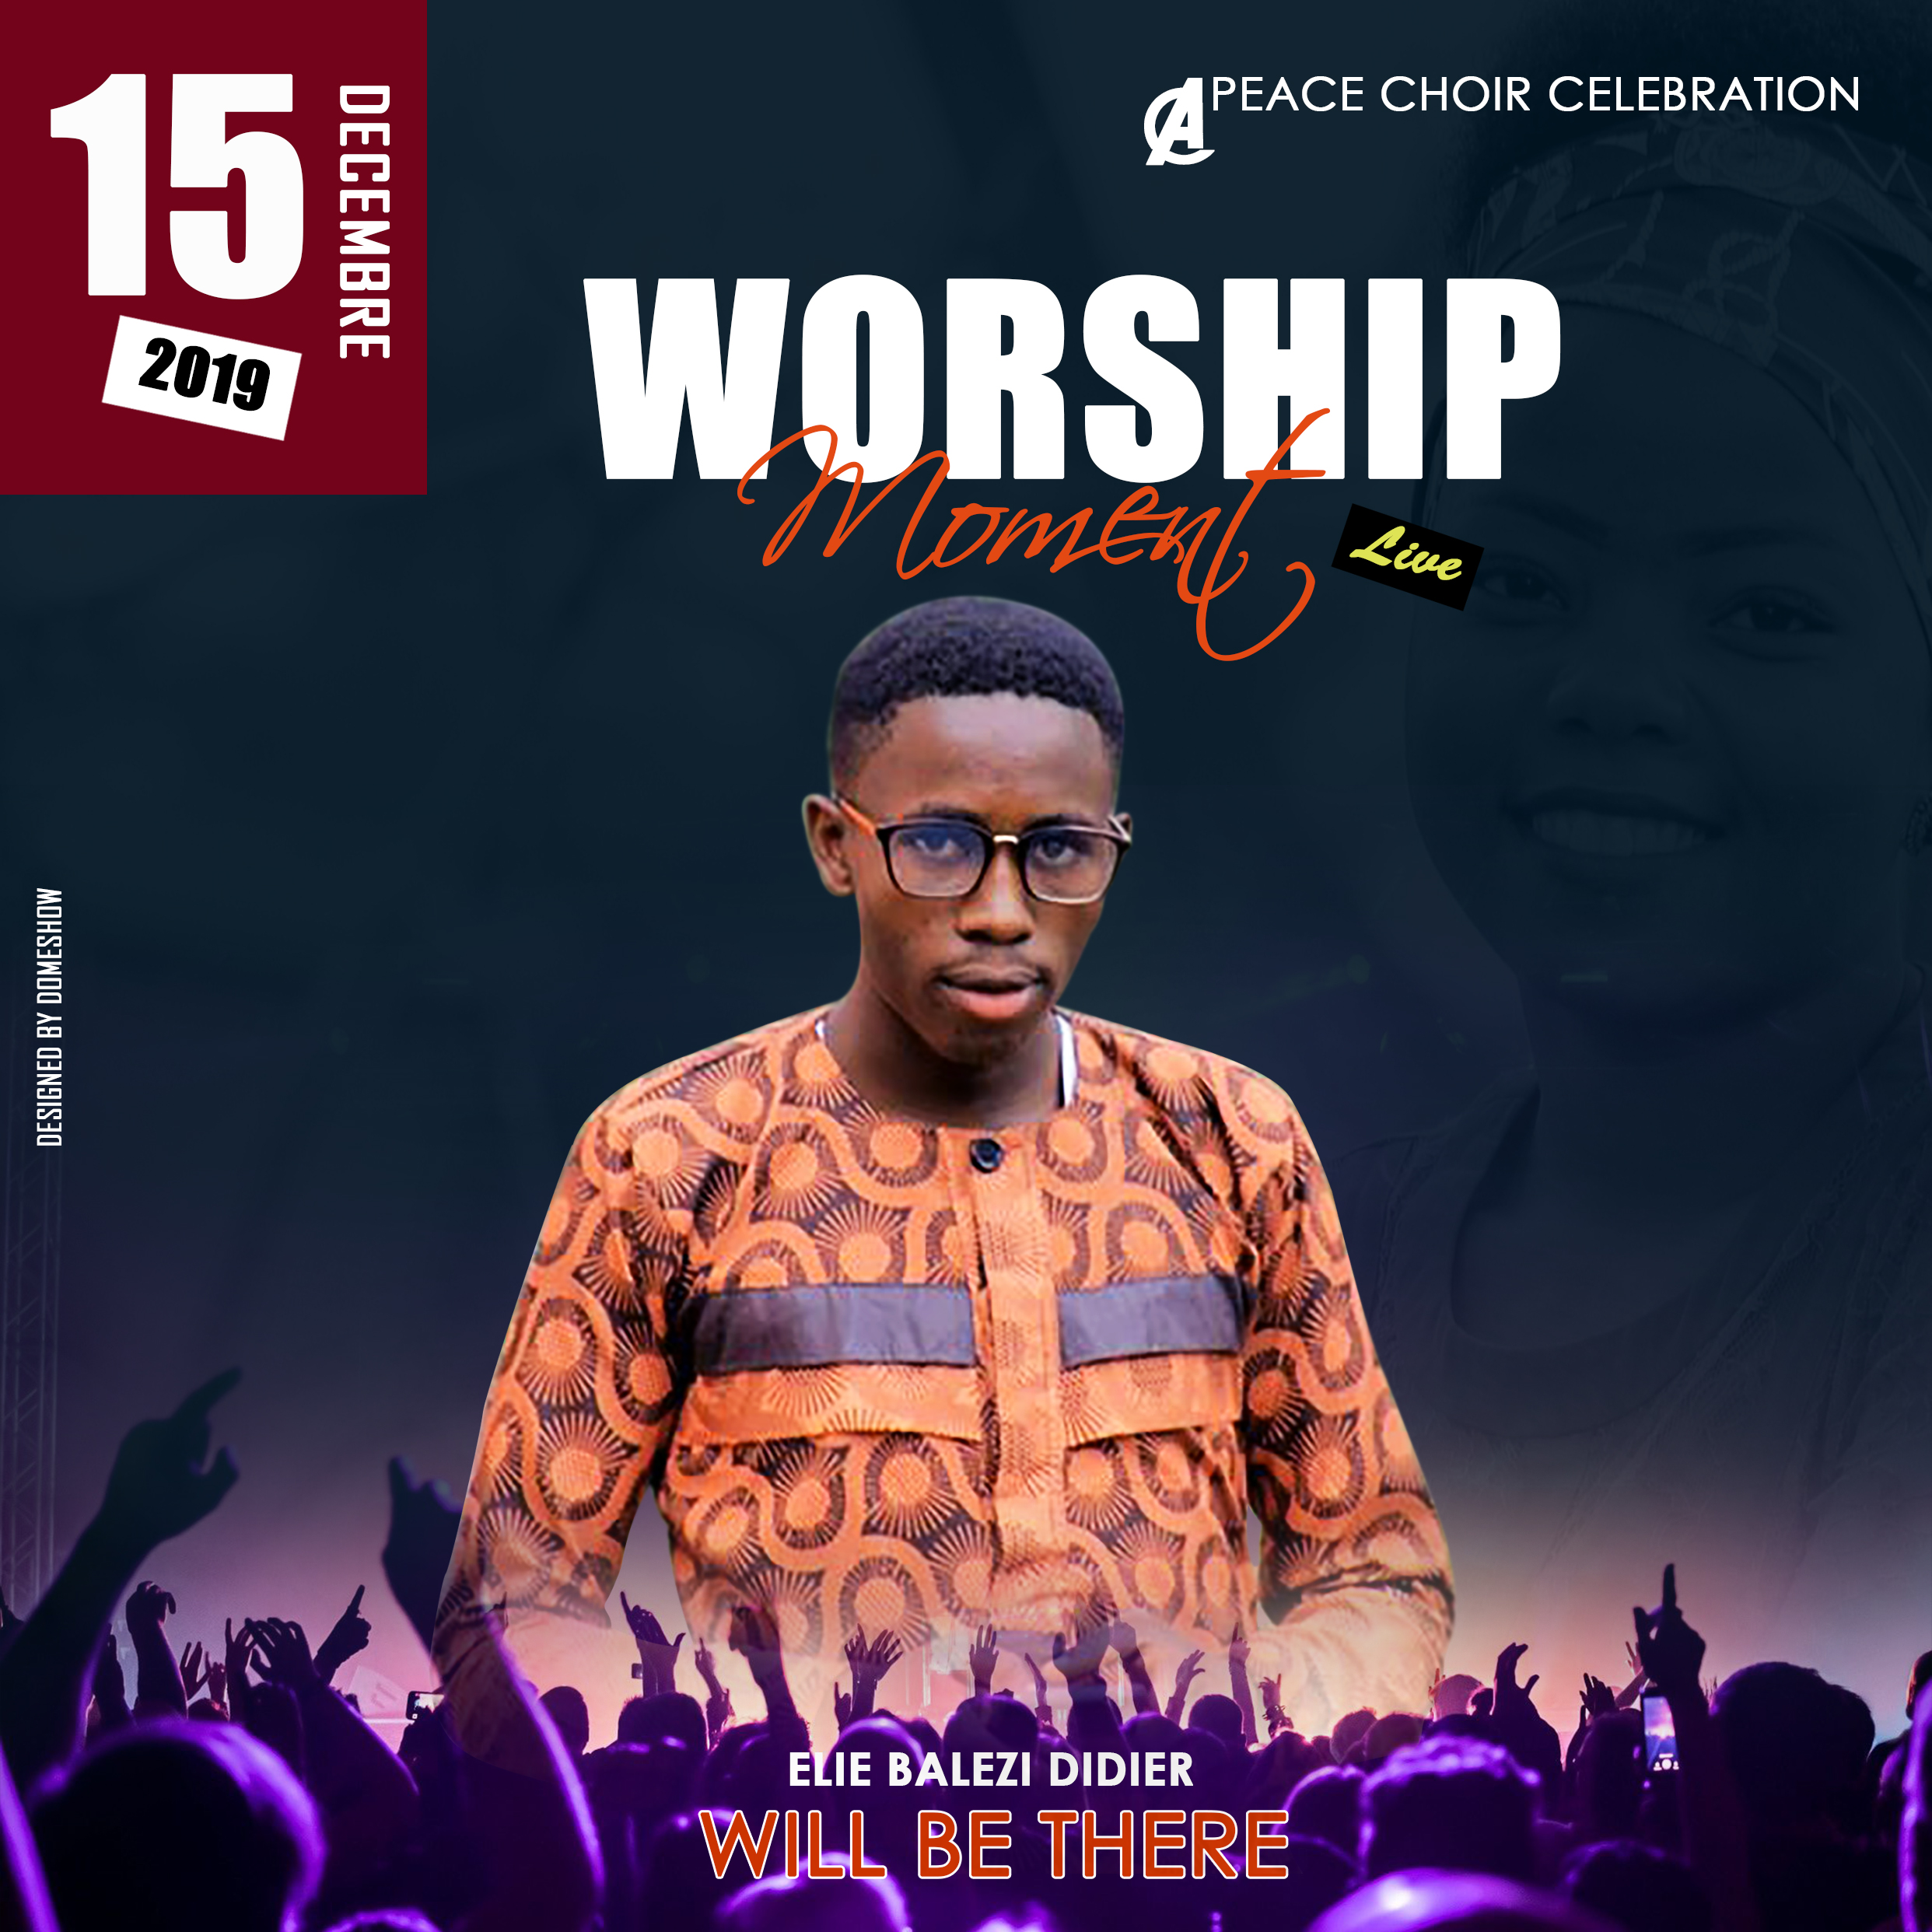 15
DECEMBRE
2019
A PEACE CHOIR CELEBRATION
WORSHIP
Moment
Live
DESIGNED BY DOMESHOW
ELIE BALEZI DIDIER
WILL BE THERE